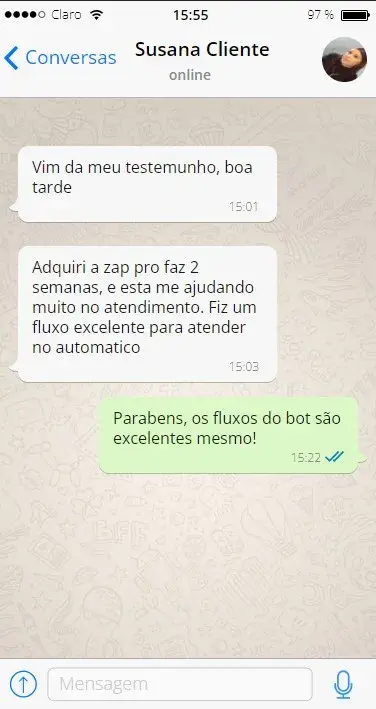 Claro 15:55 97 %
Conversas Susana Cliente
online
Vim da meu testemunho, boa
tarde
15:01
Adquiri a zap pro faz 2
semanas, e esta me ajudando
muito no atendimento. Fiz um
fluxo excelente para atender
no automatico
15:03
Parabens, os fluxos do bot são
excelentes mesmo!
15:22
Mensagem